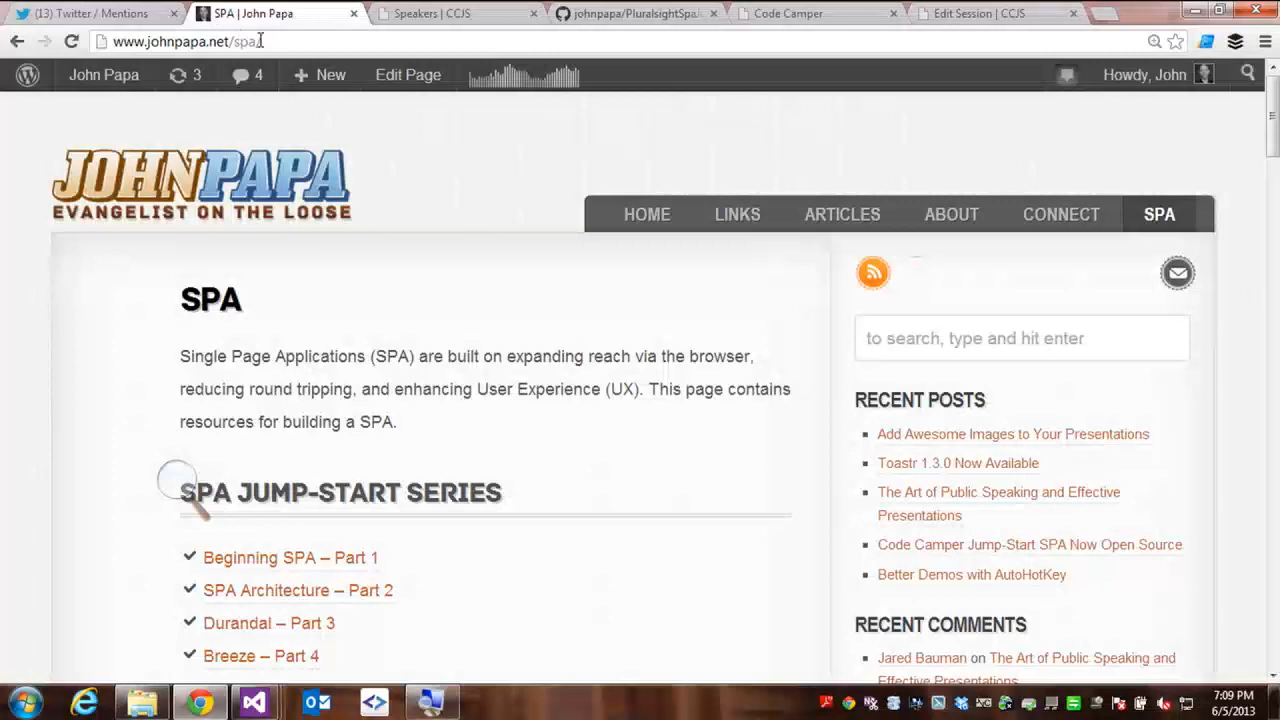 (13) Twitter / Mentions
SPA | John Papa
Speakers | CCJS
johnpapa/PluralsightSpa
Code Camper
Edit Session | CCJS
www.johnpapa.net/spa/
John Papa
3
4
+ New
Edit Page
Howdy, John
JOHNPAPA
EVANGELIST ON THE LOOSE
HOME
LINKS
ARTICLES
ABOUT
CONNECT
SPA
SPA
Single Page Applications (SPA) are built on expanding reach via the browser,
reducing round tripping, and enhancing User Experience (UX). This page contains
resources for building a SPA.
SPA JUMP-START SERIES
Beginning SPA – Part 1
SPA Architecture – Part 2
Durandal – Part 3
Breeze – Part 4
to search, type and hit enter
RECENT POSTS
Add Awesome Images to Your Presentations
Toastr 1.3.0 Now Available
The Art of Public Speaking and Effective
Presentations
Code Camper Jump-Start SPA Now Open Source
Better Demos with AutoHotKey
RECENT COMMENTS
Jared Bauman on The Art of Public Speaking and
Effective Presentations
7:09 PM
6/5/2013